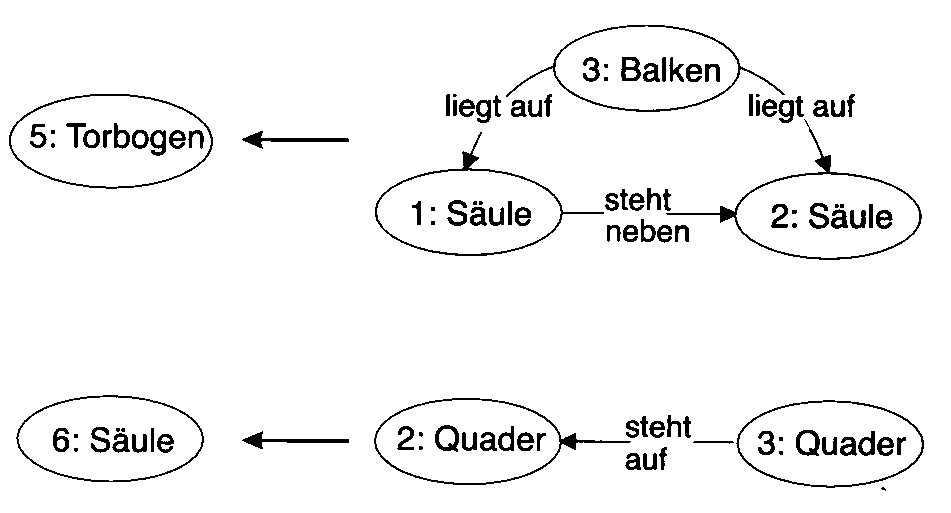 3: Balken
liegt auf
liegt auf
5: Torbogen
1: Säule
steht
neben
2: Säule
6: Säule
2: Quader
steht
auf
3: Quader